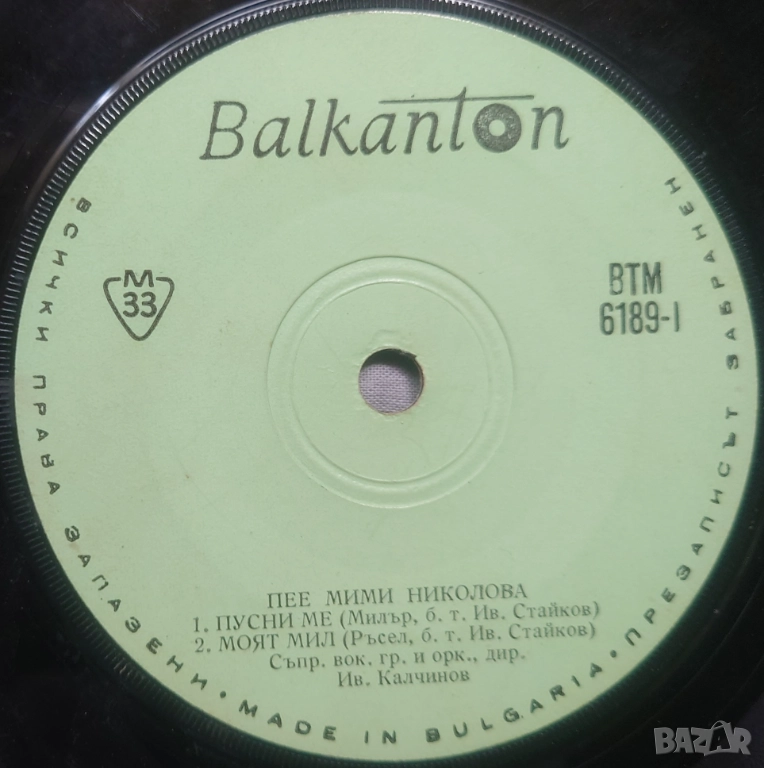 Balkanton
M
33
ВТМ
6189-I
ПЕЕ МИМИ НИКОЛОВА
1. ПУСНИ МЕ (Милър, б. т. Ив. Стайков)
2. МОЯТ МИЛ (Ръсел, б. т. Ив. Стайков)
Съпр. вок. гр. и орк., дир.
Ив. Калчинов
ВСИЧКИ ПРАВА ЗАПАЗЕНИ • MADE IN BULGARIA • ПРЕЗАПИСЪТ ЗАБРАНЕН
BAZAR